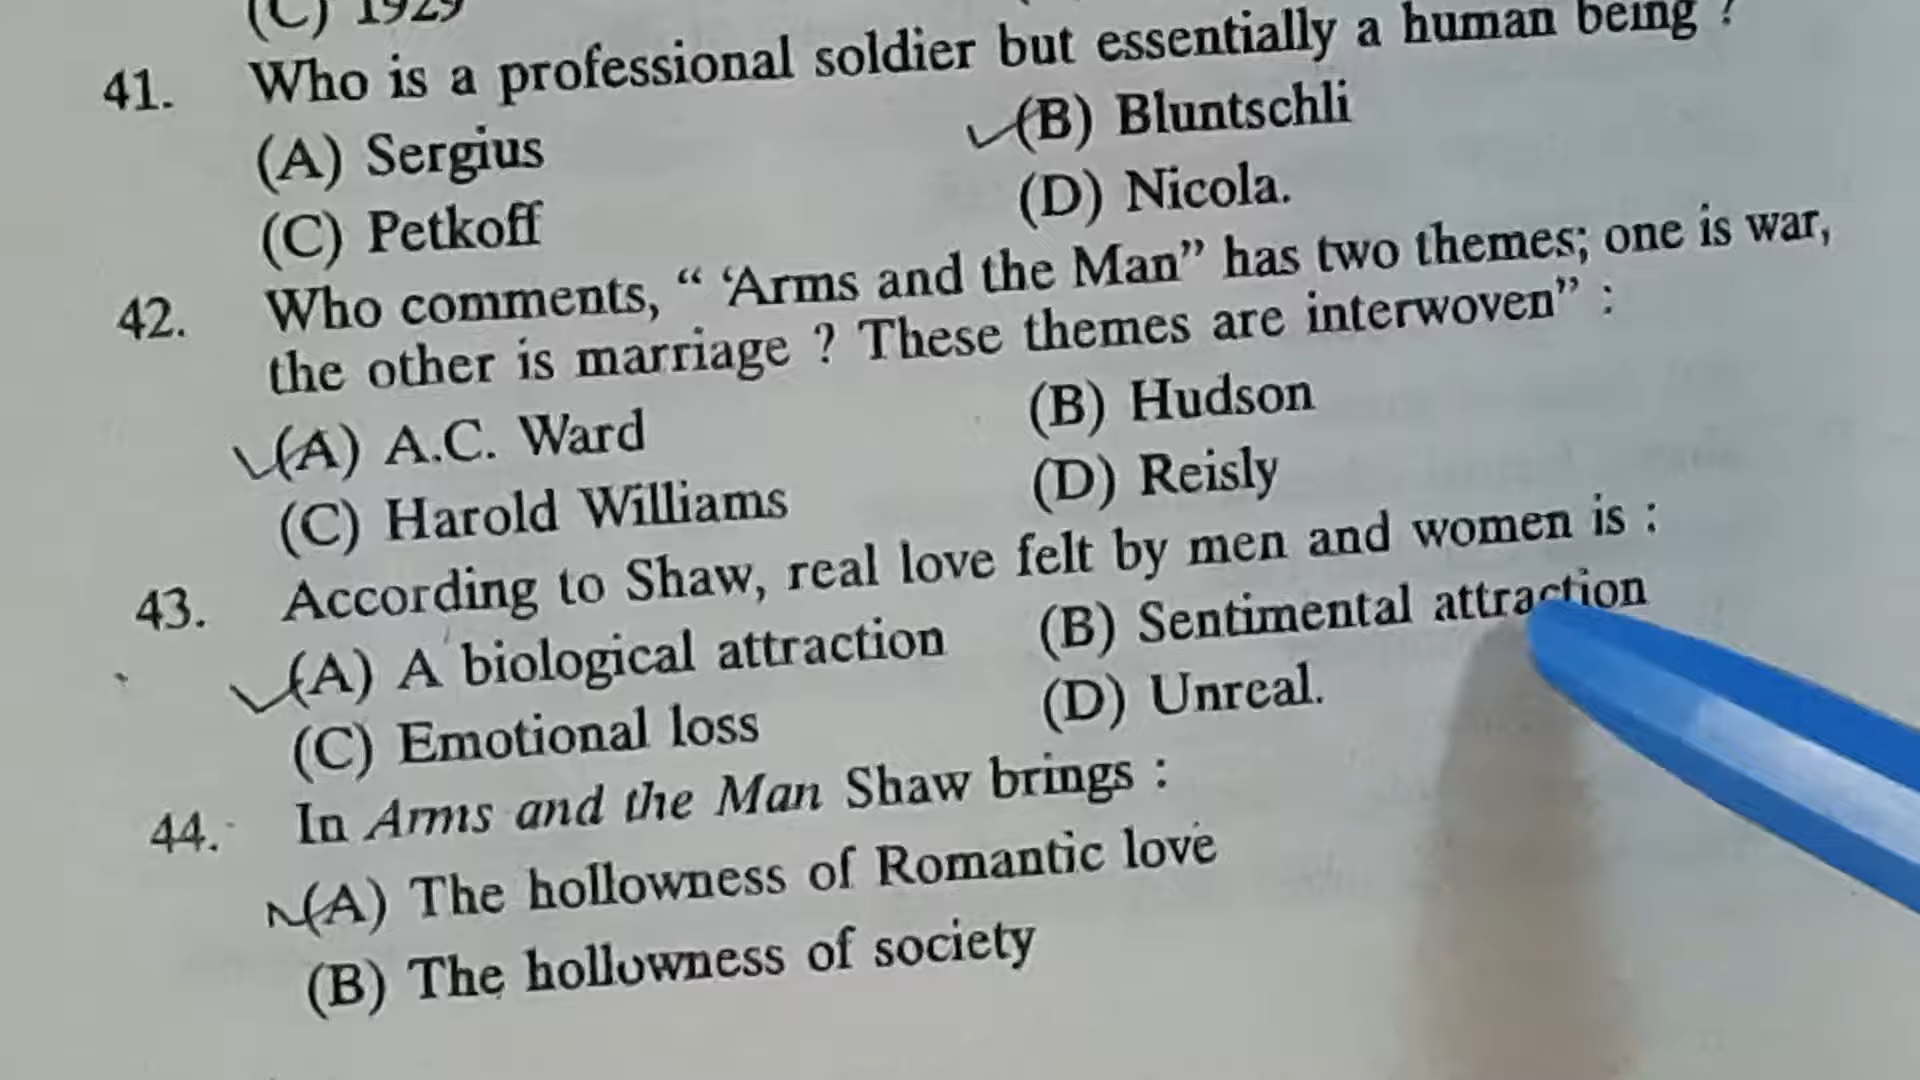 (C) 1929
41. Who is a professional soldier but essentially a human being ?
(A) Sergius (B) Bluntschli
(C) Petkoff (D) Nicola.
42. Who comments, “ ‘Arms and the Man” has two themes; one is war,
the other is marriage ? These themes are interwoven” :
(A) A.C. Ward (B) Hudson
(C) Harold Williams (D) Reisly
43. According to Shaw, real love felt by men and women is :
(A) A biological attraction (B) Sentimental attraction
(C) Emotional loss (D) Unreal.
44. In Arms and the Man Shaw brings :
(A) The hollowness of Romantic love
(B) The hollowness of society